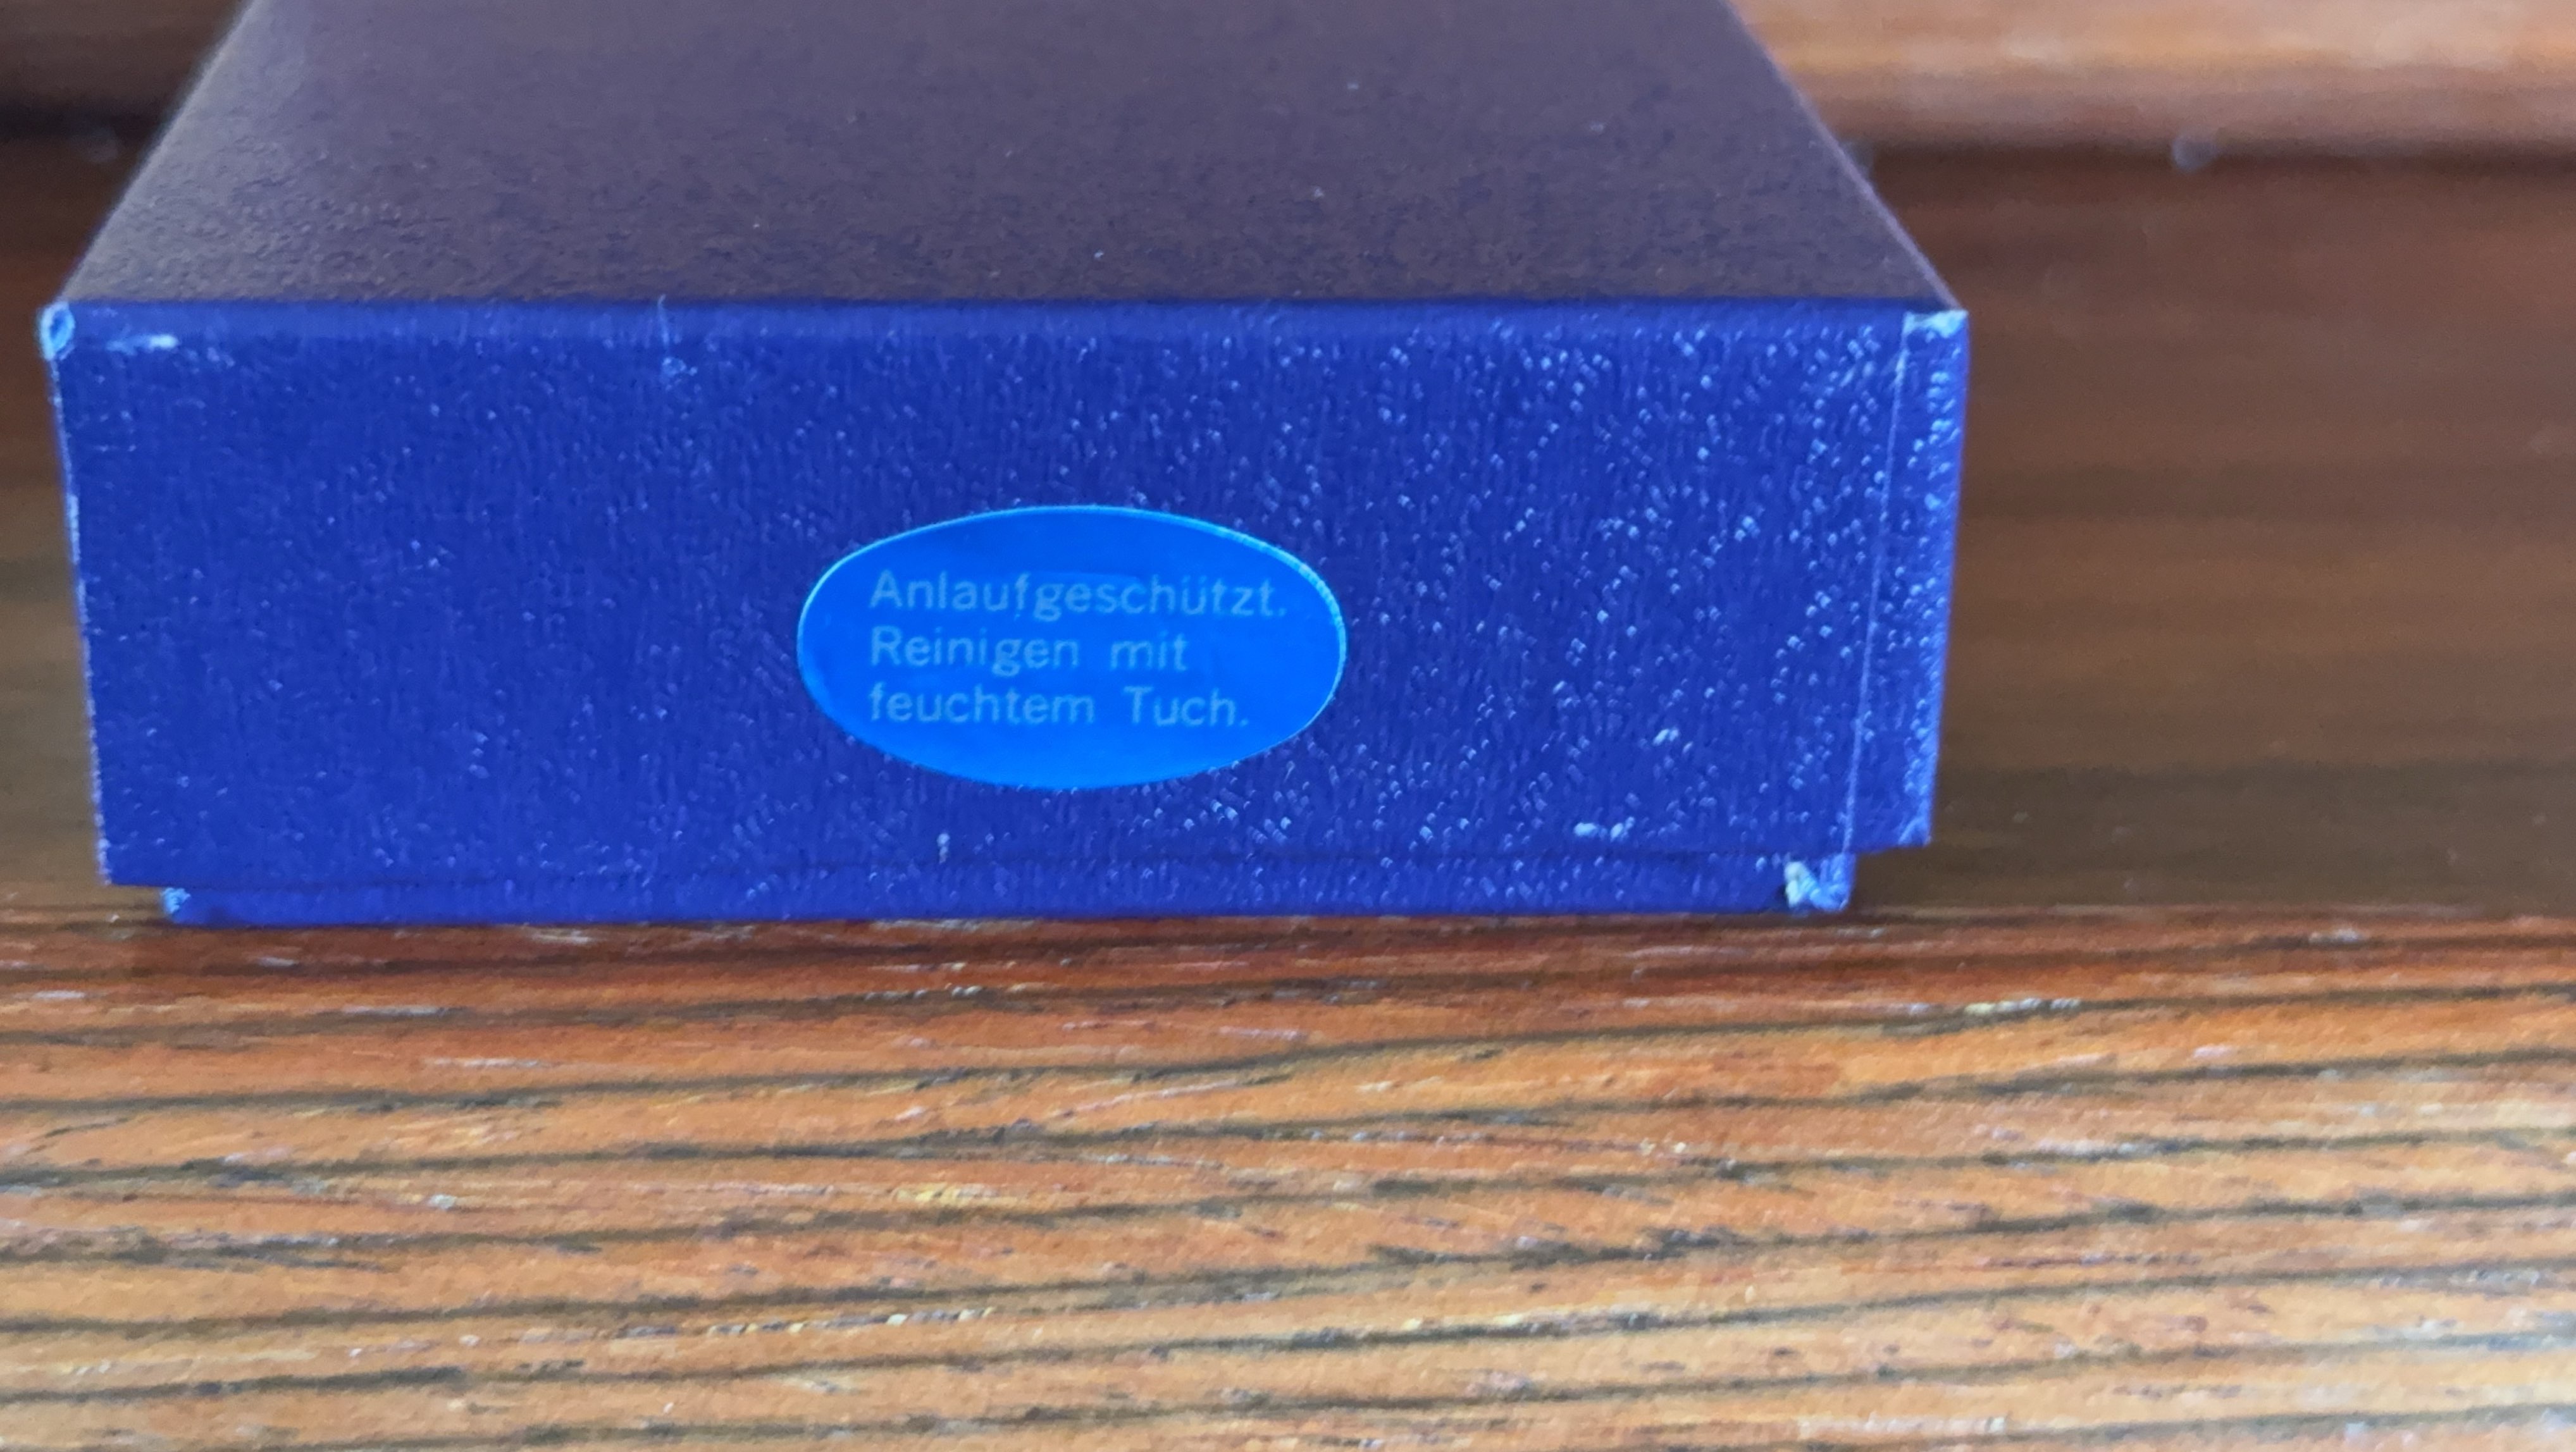 Anlaufgeschützt.
Reinigen mit
feuchtem Tuch.